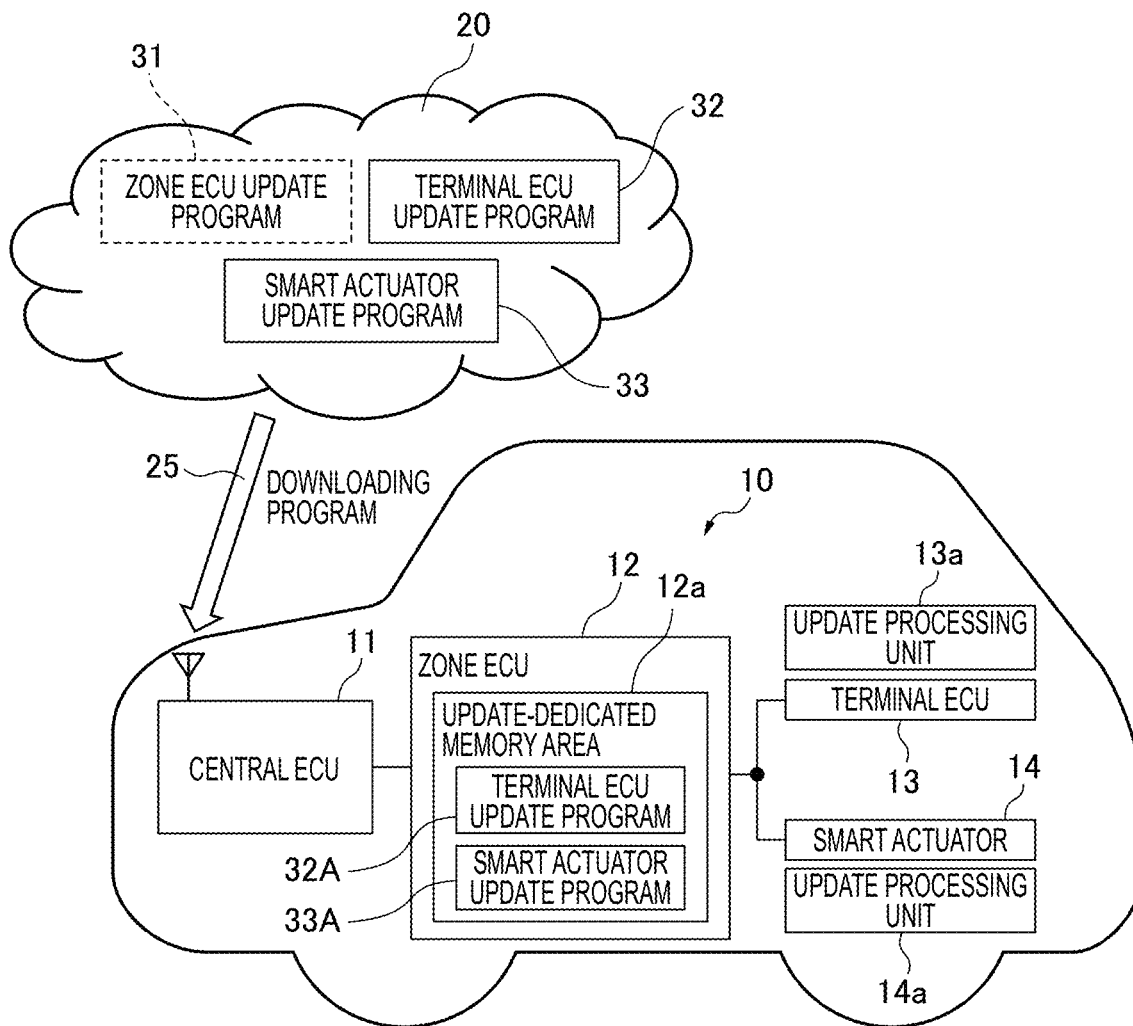 20
31
32
ZONE ECU UPDATE
PROGRAM
TERMINAL ECU
UPDATE PROGRAM
SMART ACTUATOR
UPDATE PROGRAM
33
25
DOWNLOADING
PROGRAM
10
12
12a
13a
11
ZONE ECU
UPDATE PROCESSING
UNIT
UPDATE-DEDICATED
MEMORY AREA
TERMINAL ECU
CENTRAL ECU
TERMINAL ECU
UPDATE PROGRAM
13
14
32A
SMART ACTUATOR
UPDATE PROGRAM
33A
SMART ACTUATOR
UPDATE PROCESSING
UNIT
14a